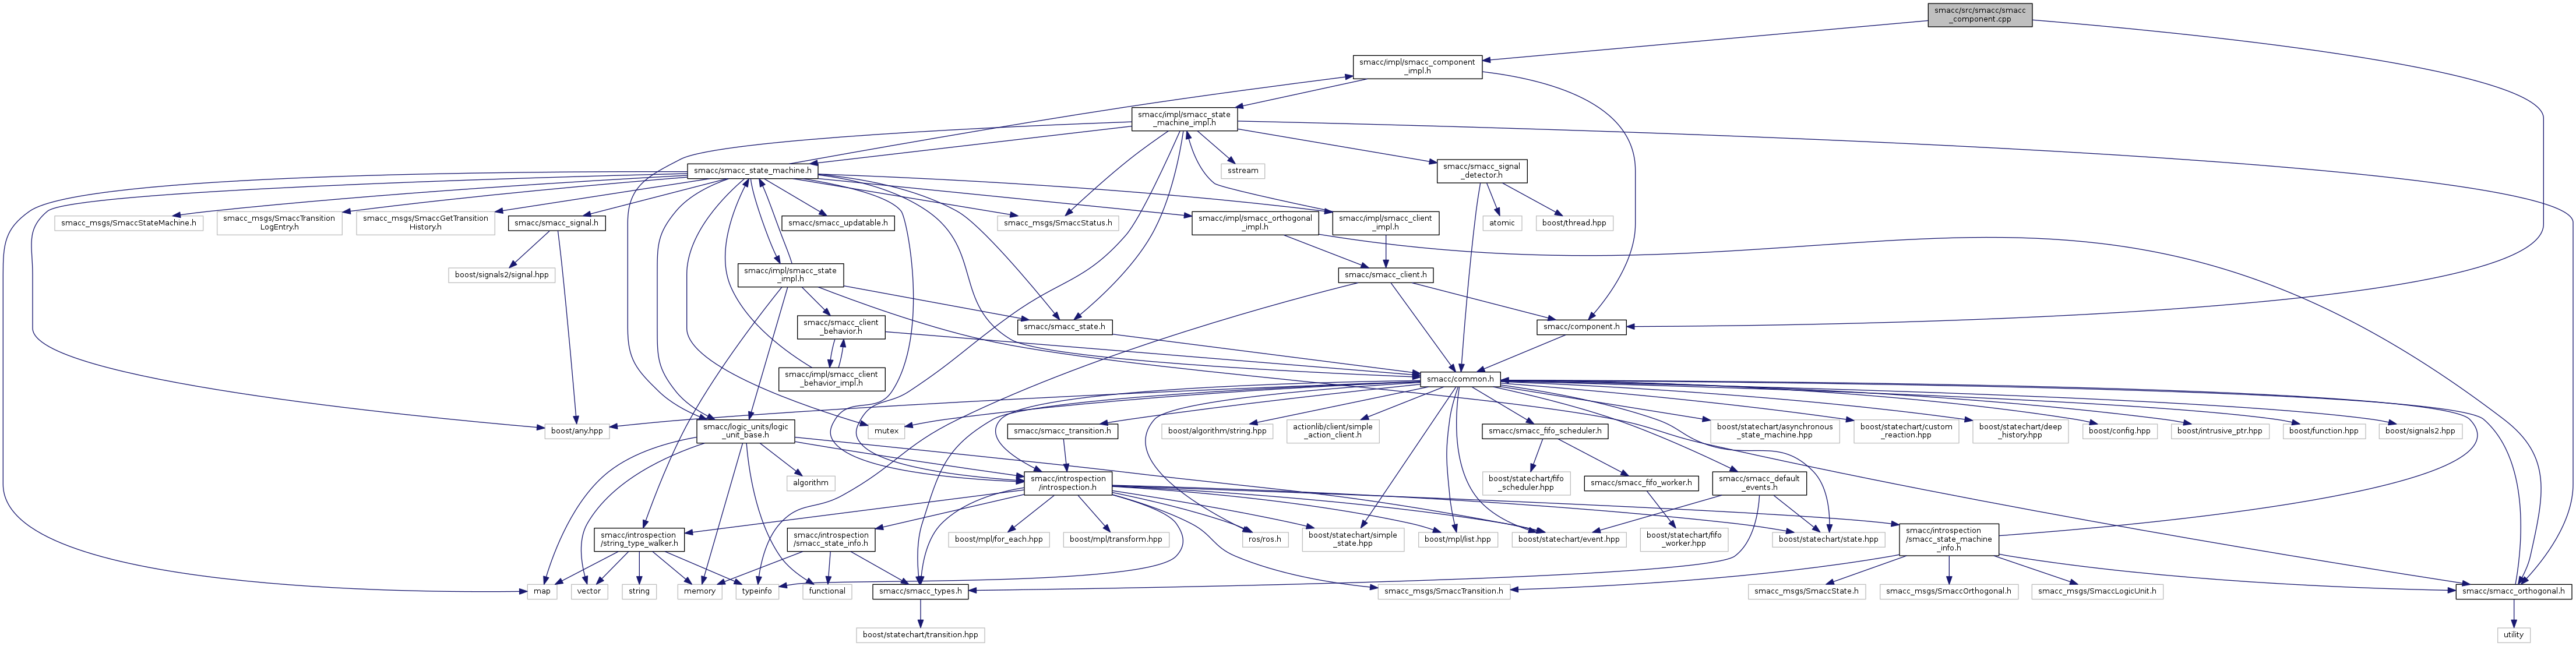 smacc/src/smacc/smacc
_component.cpp
smacc/impl/smacc_component
_impl.h
smacc/impl/smacc_state
_machine_impl.h
smacc/smacc_state_machine.h
sstream
smacc/smacc_signal
_detector.h
smacc_msgs/SmaccStateMachine.h
smacc_msgs/SmaccTransition
LogEntry.h
smacc_msgs/SmaccGetTransition
History.h
smacc/smacc_signal.h
smacc/smacc_updatable.h
smacc_msgs/SmaccStatus.h
smacc/impl/smacc_orthogonal
_impl.h
smacc/impl/smacc_client
_impl.h
atomic
boost/thread.hpp
boost/signals2/signal.hpp
smacc/impl/smacc_state
_impl.h
smacc/smacc_client.h
smacc/smacc_client
_behavior.h
smacc/smacc_state.h
smacc/component.h
smacc/impl/smacc_client
_behavior_impl.h
smacc/common.h
boost/any.hpp
smacc/logic_units/logic
_unit_base.h
mutex
smacc/smacc_transition.h
boost/algorithm/string.hpp
actionlib/client/simple
_action_client.h
smacc/smacc_fifo_scheduler.h
boost/statechart/asynchronous
_state_machine.hpp
boost/statechart/custom
_reaction.hpp
boost/statechart/deep
_history.hpp
boost/config.hpp
boost/intrusive_ptr.hpp
boost/function.hpp
boost/signals2.hpp
algorithm
smacc/introspection
/introspection.h
boost/statechart/fifo
_scheduler.hpp
smacc/smacc_fifo_worker.h
smacc/smacc_default
_events.h
smacc/introspection
/string_type_walker.h
smacc/introspection
/smacc_state_info.h
boost/mpl/for_each.hpp
boost/mpl/transform.hpp
ros/ros.h
boost/statechart/simple
_state.hpp
boost/mpl/list.hpp
boost/statechart/event.hpp
boost/statechart/fifo
_worker.hpp
boost/statechart/state.hpp
smacc/introspection
/smacc_state_machine
_info.h
map
vector
string
memory
typeinfo
functional
smacc/smacc_types.h
smacc_msgs/SmaccTransition.h
smacc_msgs/SmaccState.h
smacc_msgs/SmaccOrthogonal.h
smacc_msgs/SmaccLogicUnit.h
smacc/smacc_orthogonal.h
boost/statechart/transition.hpp
utility